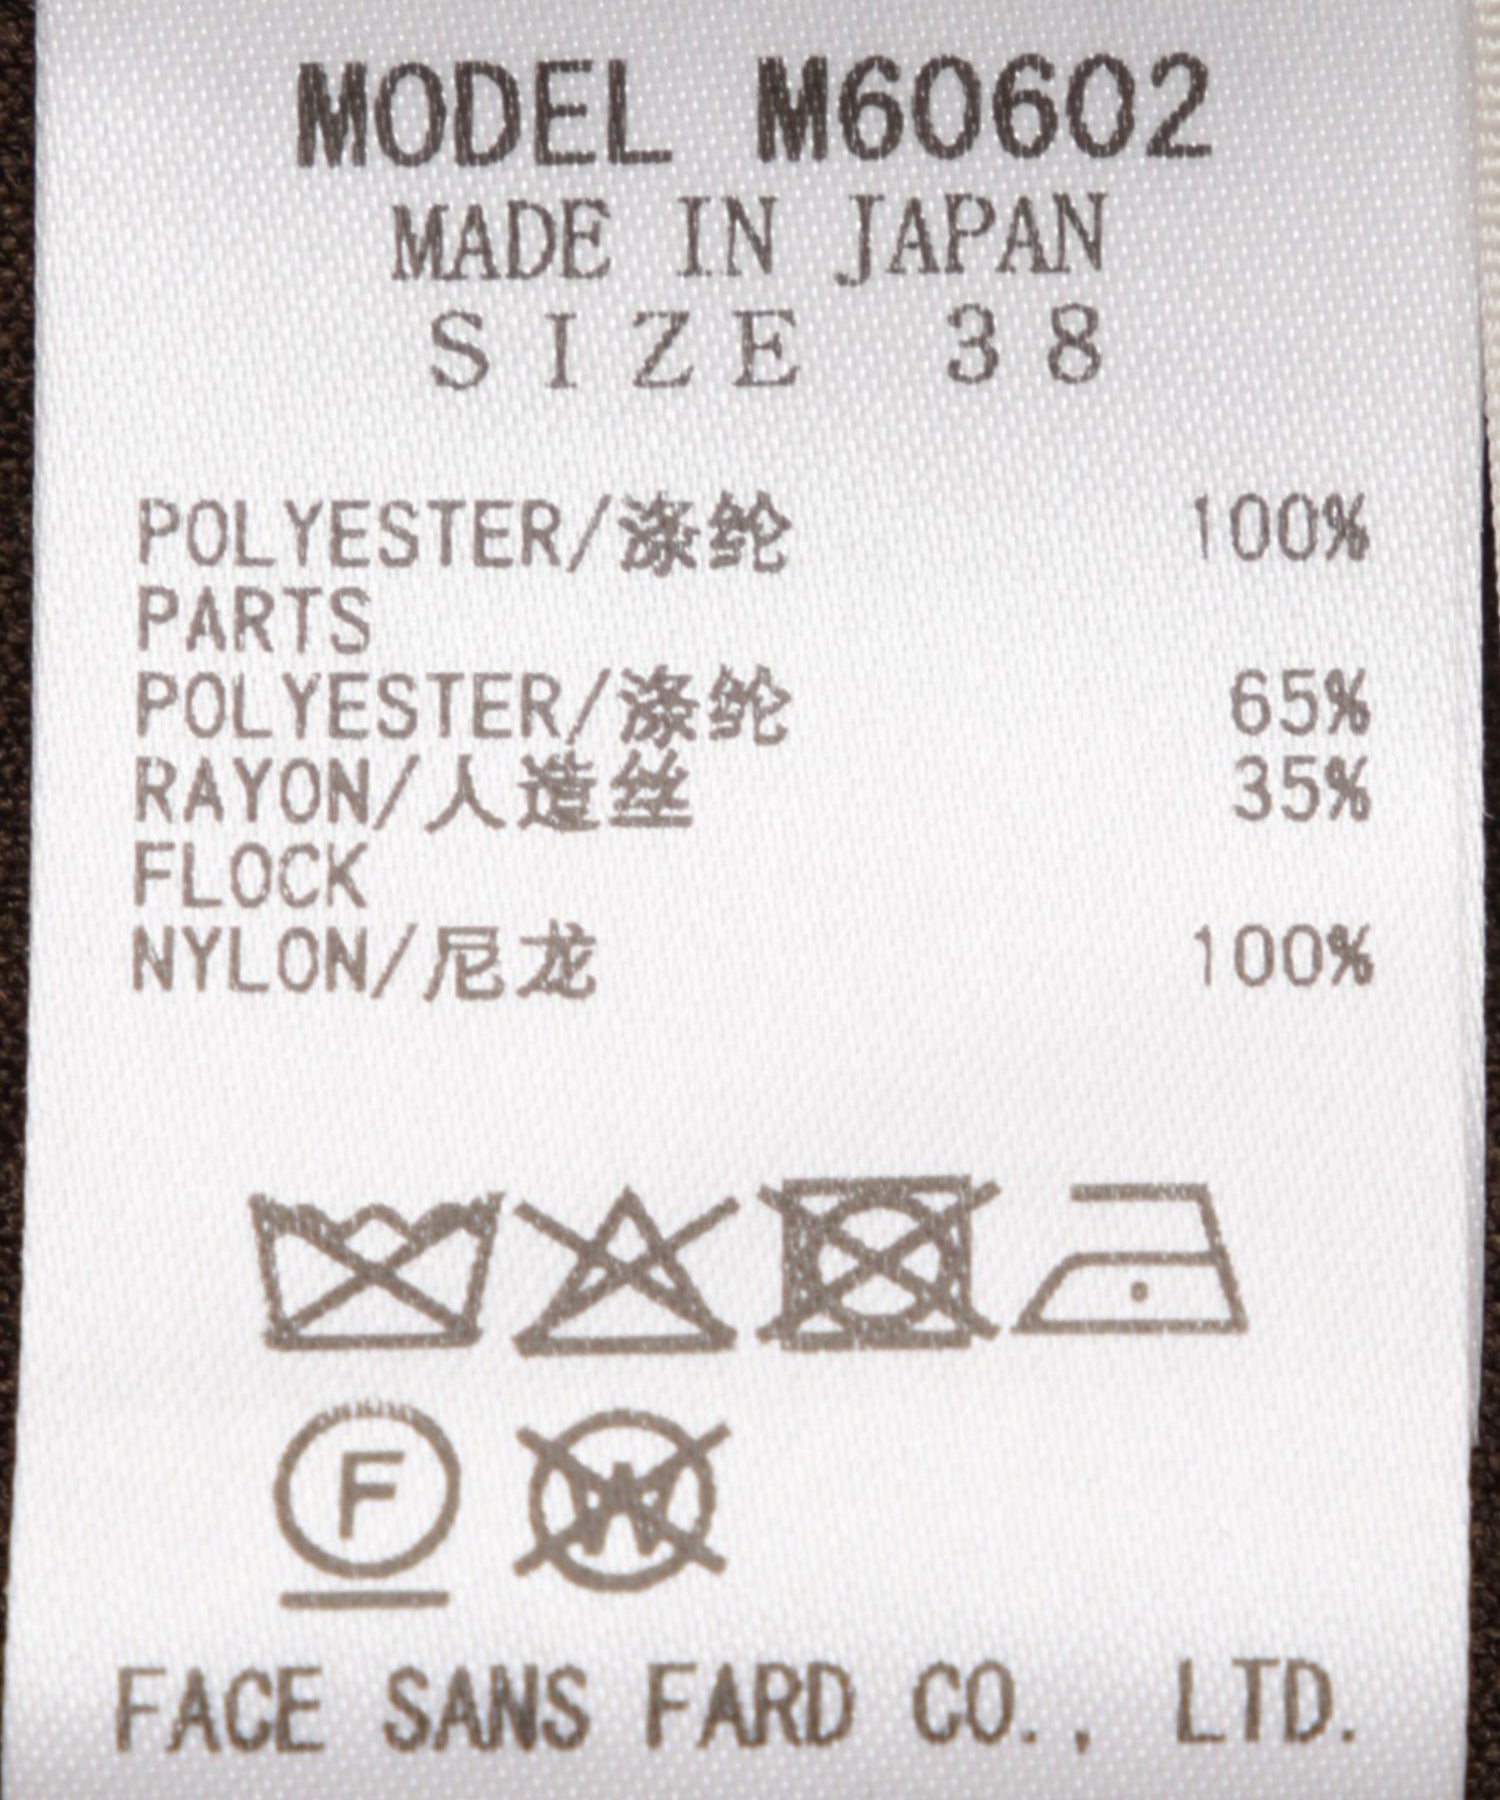 MODEL M60602
MADE IN JAPAN
SIZE 38
POLYESTER/涤纶 100%
PARTS
POLYESTER/涤纶 65%
RAYON/人造丝 35%
FLOCK
NYLON/尼龙 100%
F W
FACE SANS FARD CO., LTD.